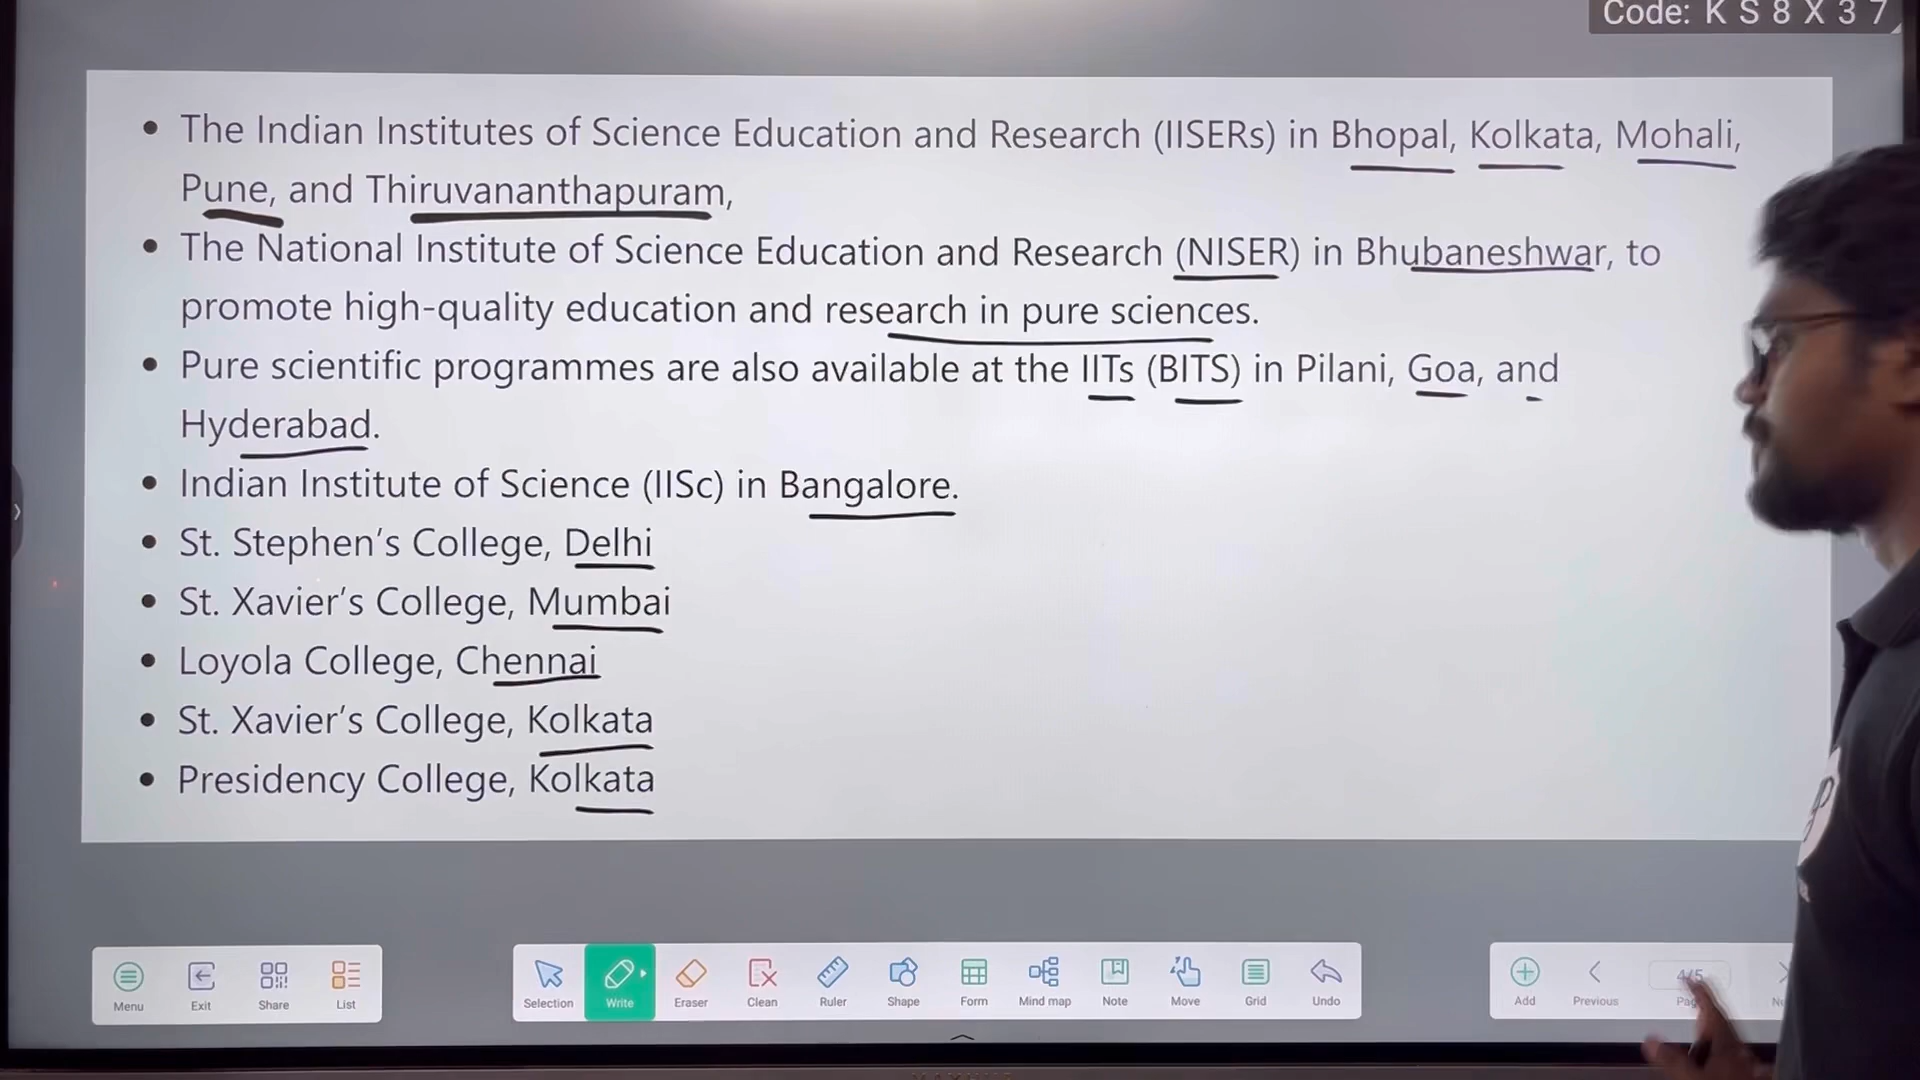 Code: K S 8 X 3 7
• The Indian Institutes of Science Education and Research (IISERs) in Bhopal, Kolkata, Mohali,
Pune, and Thiruvananthapuram,
• The National Institute of Science Education and Research (NISER) in Bhubaneshwar, to
promote high-quality education and research in pure sciences.
• Pure scientific programmes are also available at the IITs (BITS) in Pilani, Goa, and
Hyderabad.
• Indian Institute of Science (IISc) in Bangalore.
• St. Stephen's College, Delhi
• St. Xavier's College, Mumbai
• Loyola College, Chennai
• St. Xavier's College, Kolkata
• Presidency College, Kolkata
Menu Exit Share List Selection Write Eraser Clean Ruler Shape Form Mind map Note Move Grid Undo Add Previous 4/5